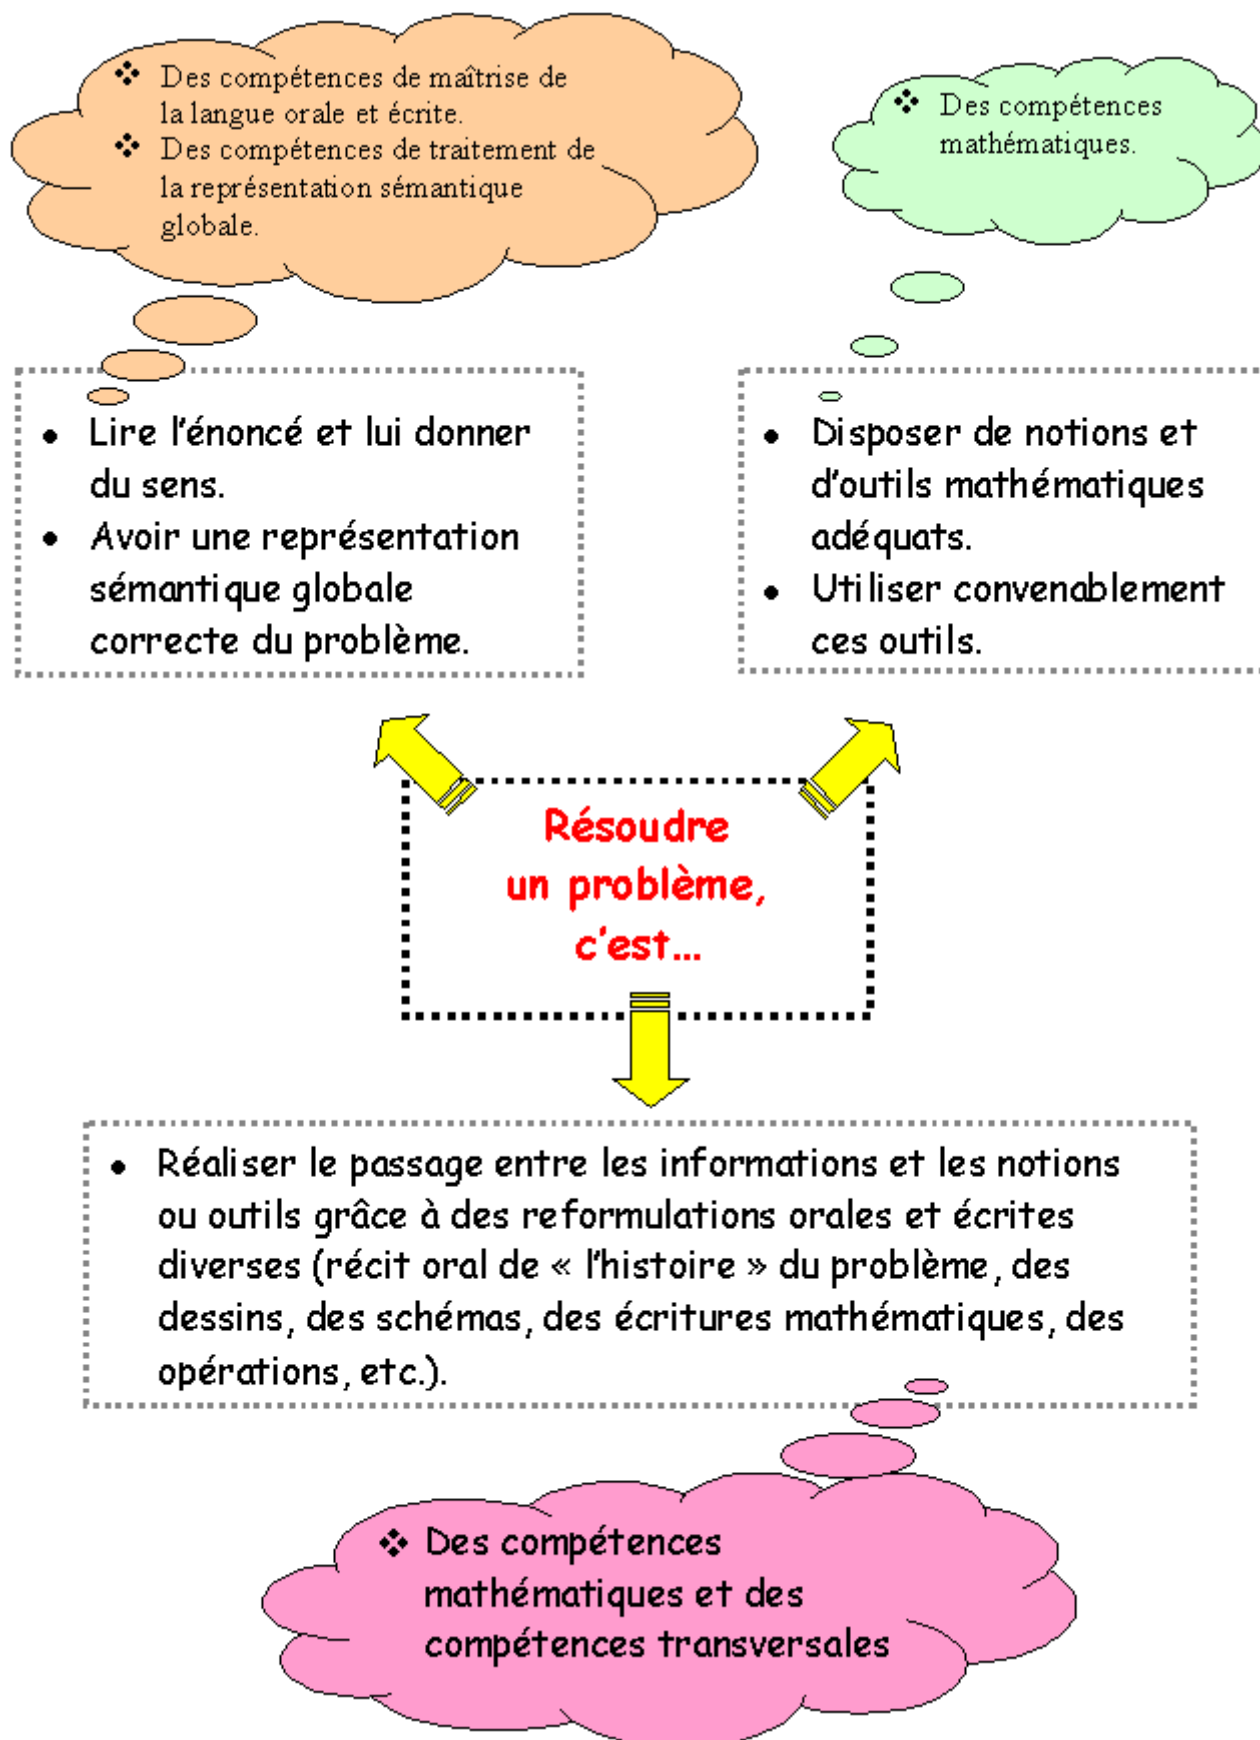 Des compétences de maîtrise de
la langue orale et écrite.
Des compétences de traitement de
la représentation sémantique
globale.
Des compétences
mathématiques.
• Lire l'énoncé et lui donner
du sens.
• Avoir une représentation
sémantique globale
correcte du problème.
• Disposer de notions et
d'outils mathématiques
adéquats.
• Utiliser convenablement
ces outils.
Résoudre
un problème,
c'est...
• Réaliser le passage entre les informations et les notions
ou outils grâce à des reformulations orales et écrites
diverses (récit oral de « l'histoire » du problème, des
dessins, des schémas, des écritures mathématiques, des
opérations, etc.).
Des compétences
mathématiques et des
compétences transversales